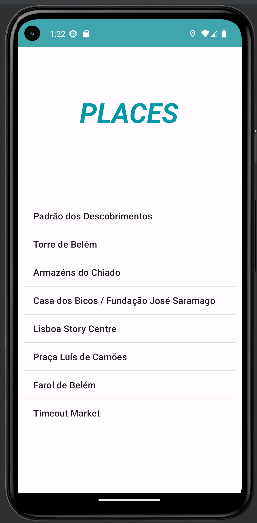 1:22
PLACES
Padrão dos Descobrimentos
Torre de Belém
Armazéns do Chiado
Casa dos Bicos / Fundação José Saramago
Lisboa Story Centre
Praça Luís de Camões
Farol de Belém
Timeout Market